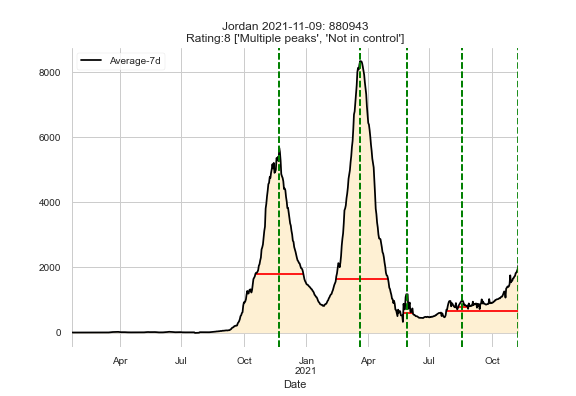 Jordan 2021-11-09: 880943
Rating:8 ['Multiple peaks', 'Not in control']
Average-7d
8000
6000
4000
2000
0
Apr Jul Oct Jan Apr Jul Oct
2021
Date